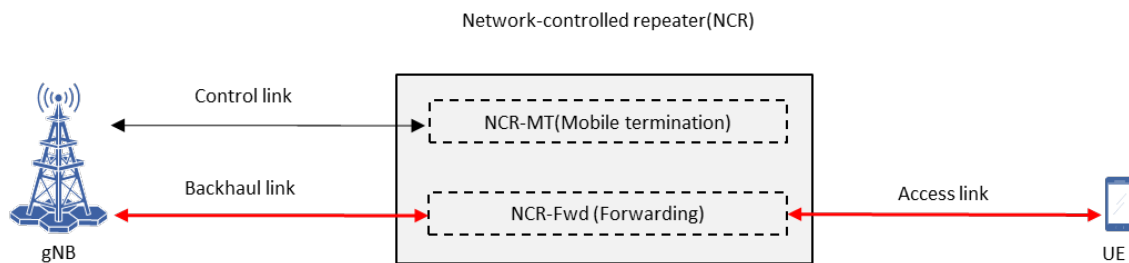 Network-controlled repeater(NCR)
Control link
NCR-MT(Mobile termination)
Backhaul link
NCR-Fwd (Forwarding)
Access link
gNB
UE